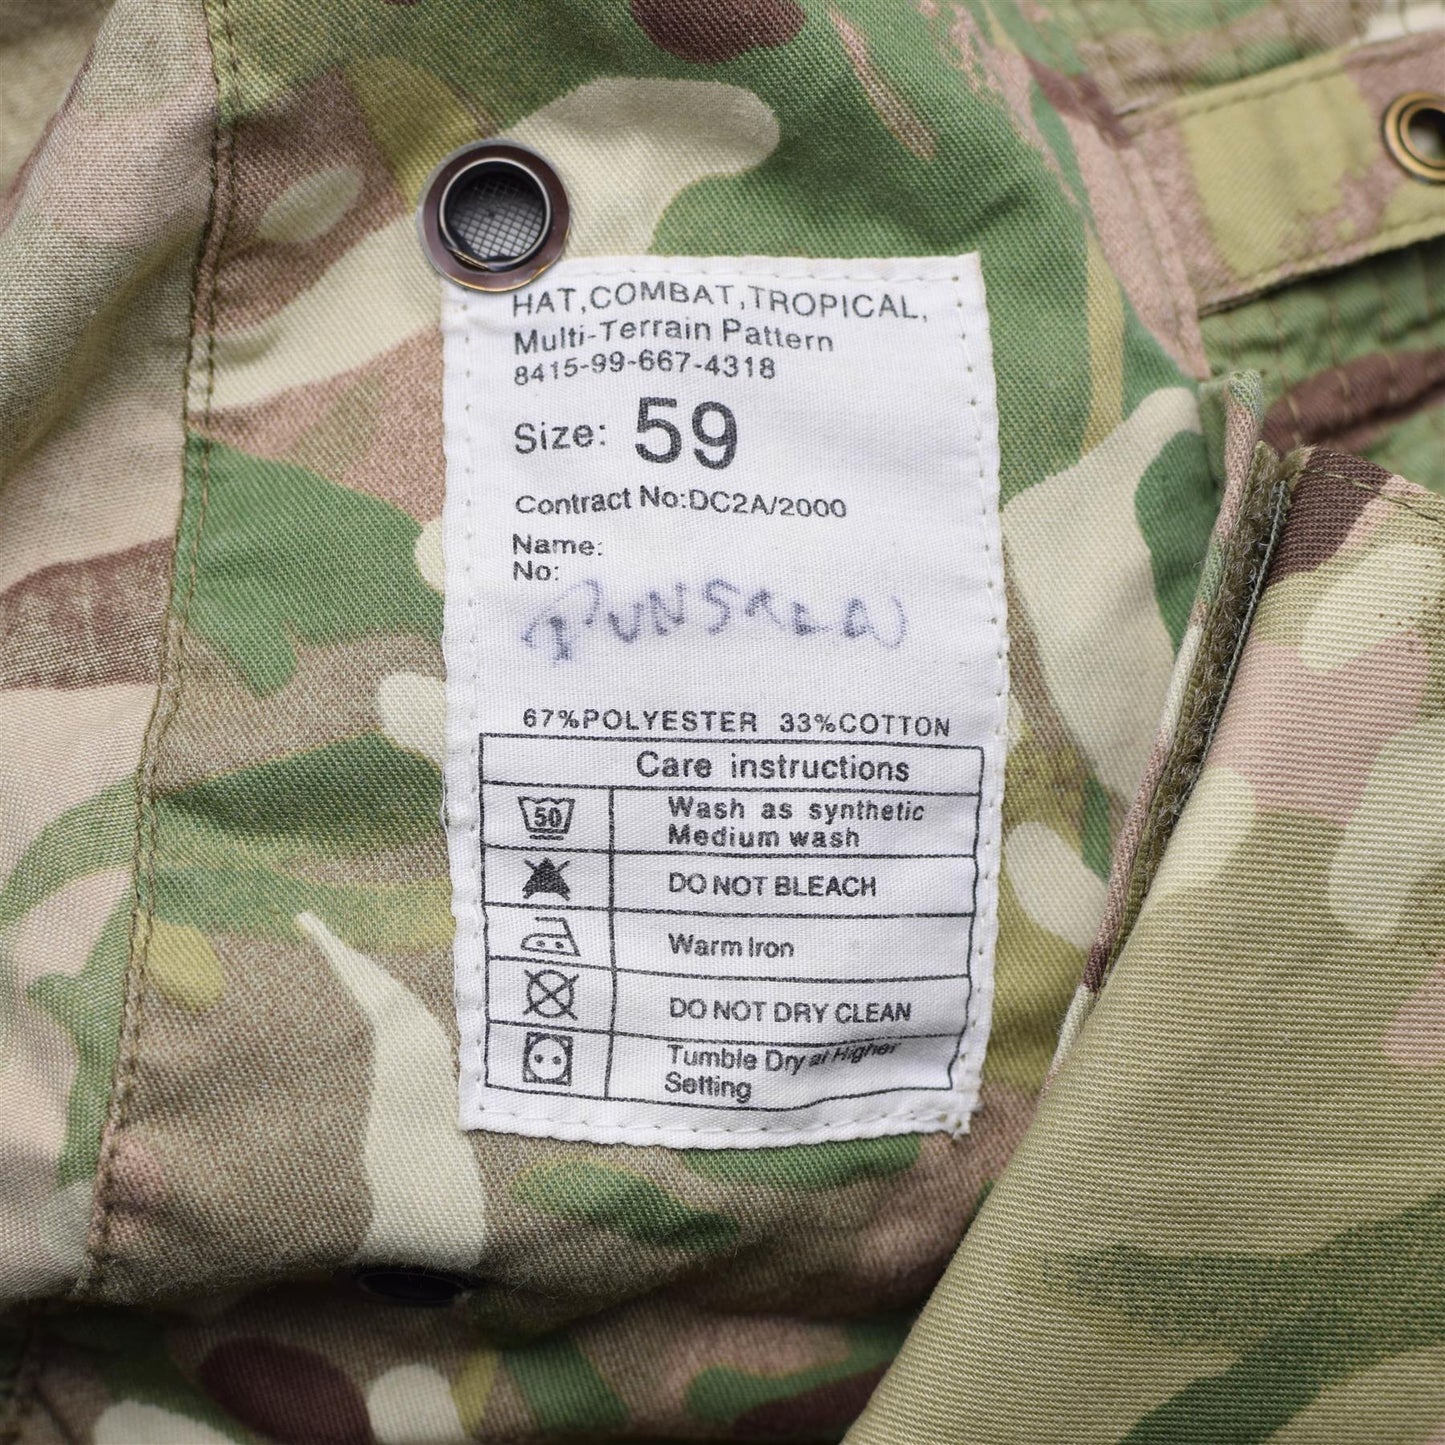 HAT,COMBAT,TROPICAL,
Multi-Terrain Pattern
8415-99-667-4318
Size: 59
Contract No:DC2A/2000
Name:
No:
67%POLYESTER 33%COTTON
Care instructions
50
Wash as synthetic
Medium wash
DO NOT BLEACH
Warm Iron
DO NOT DRY CLEAN
Tumble Dry at Higher
Setting